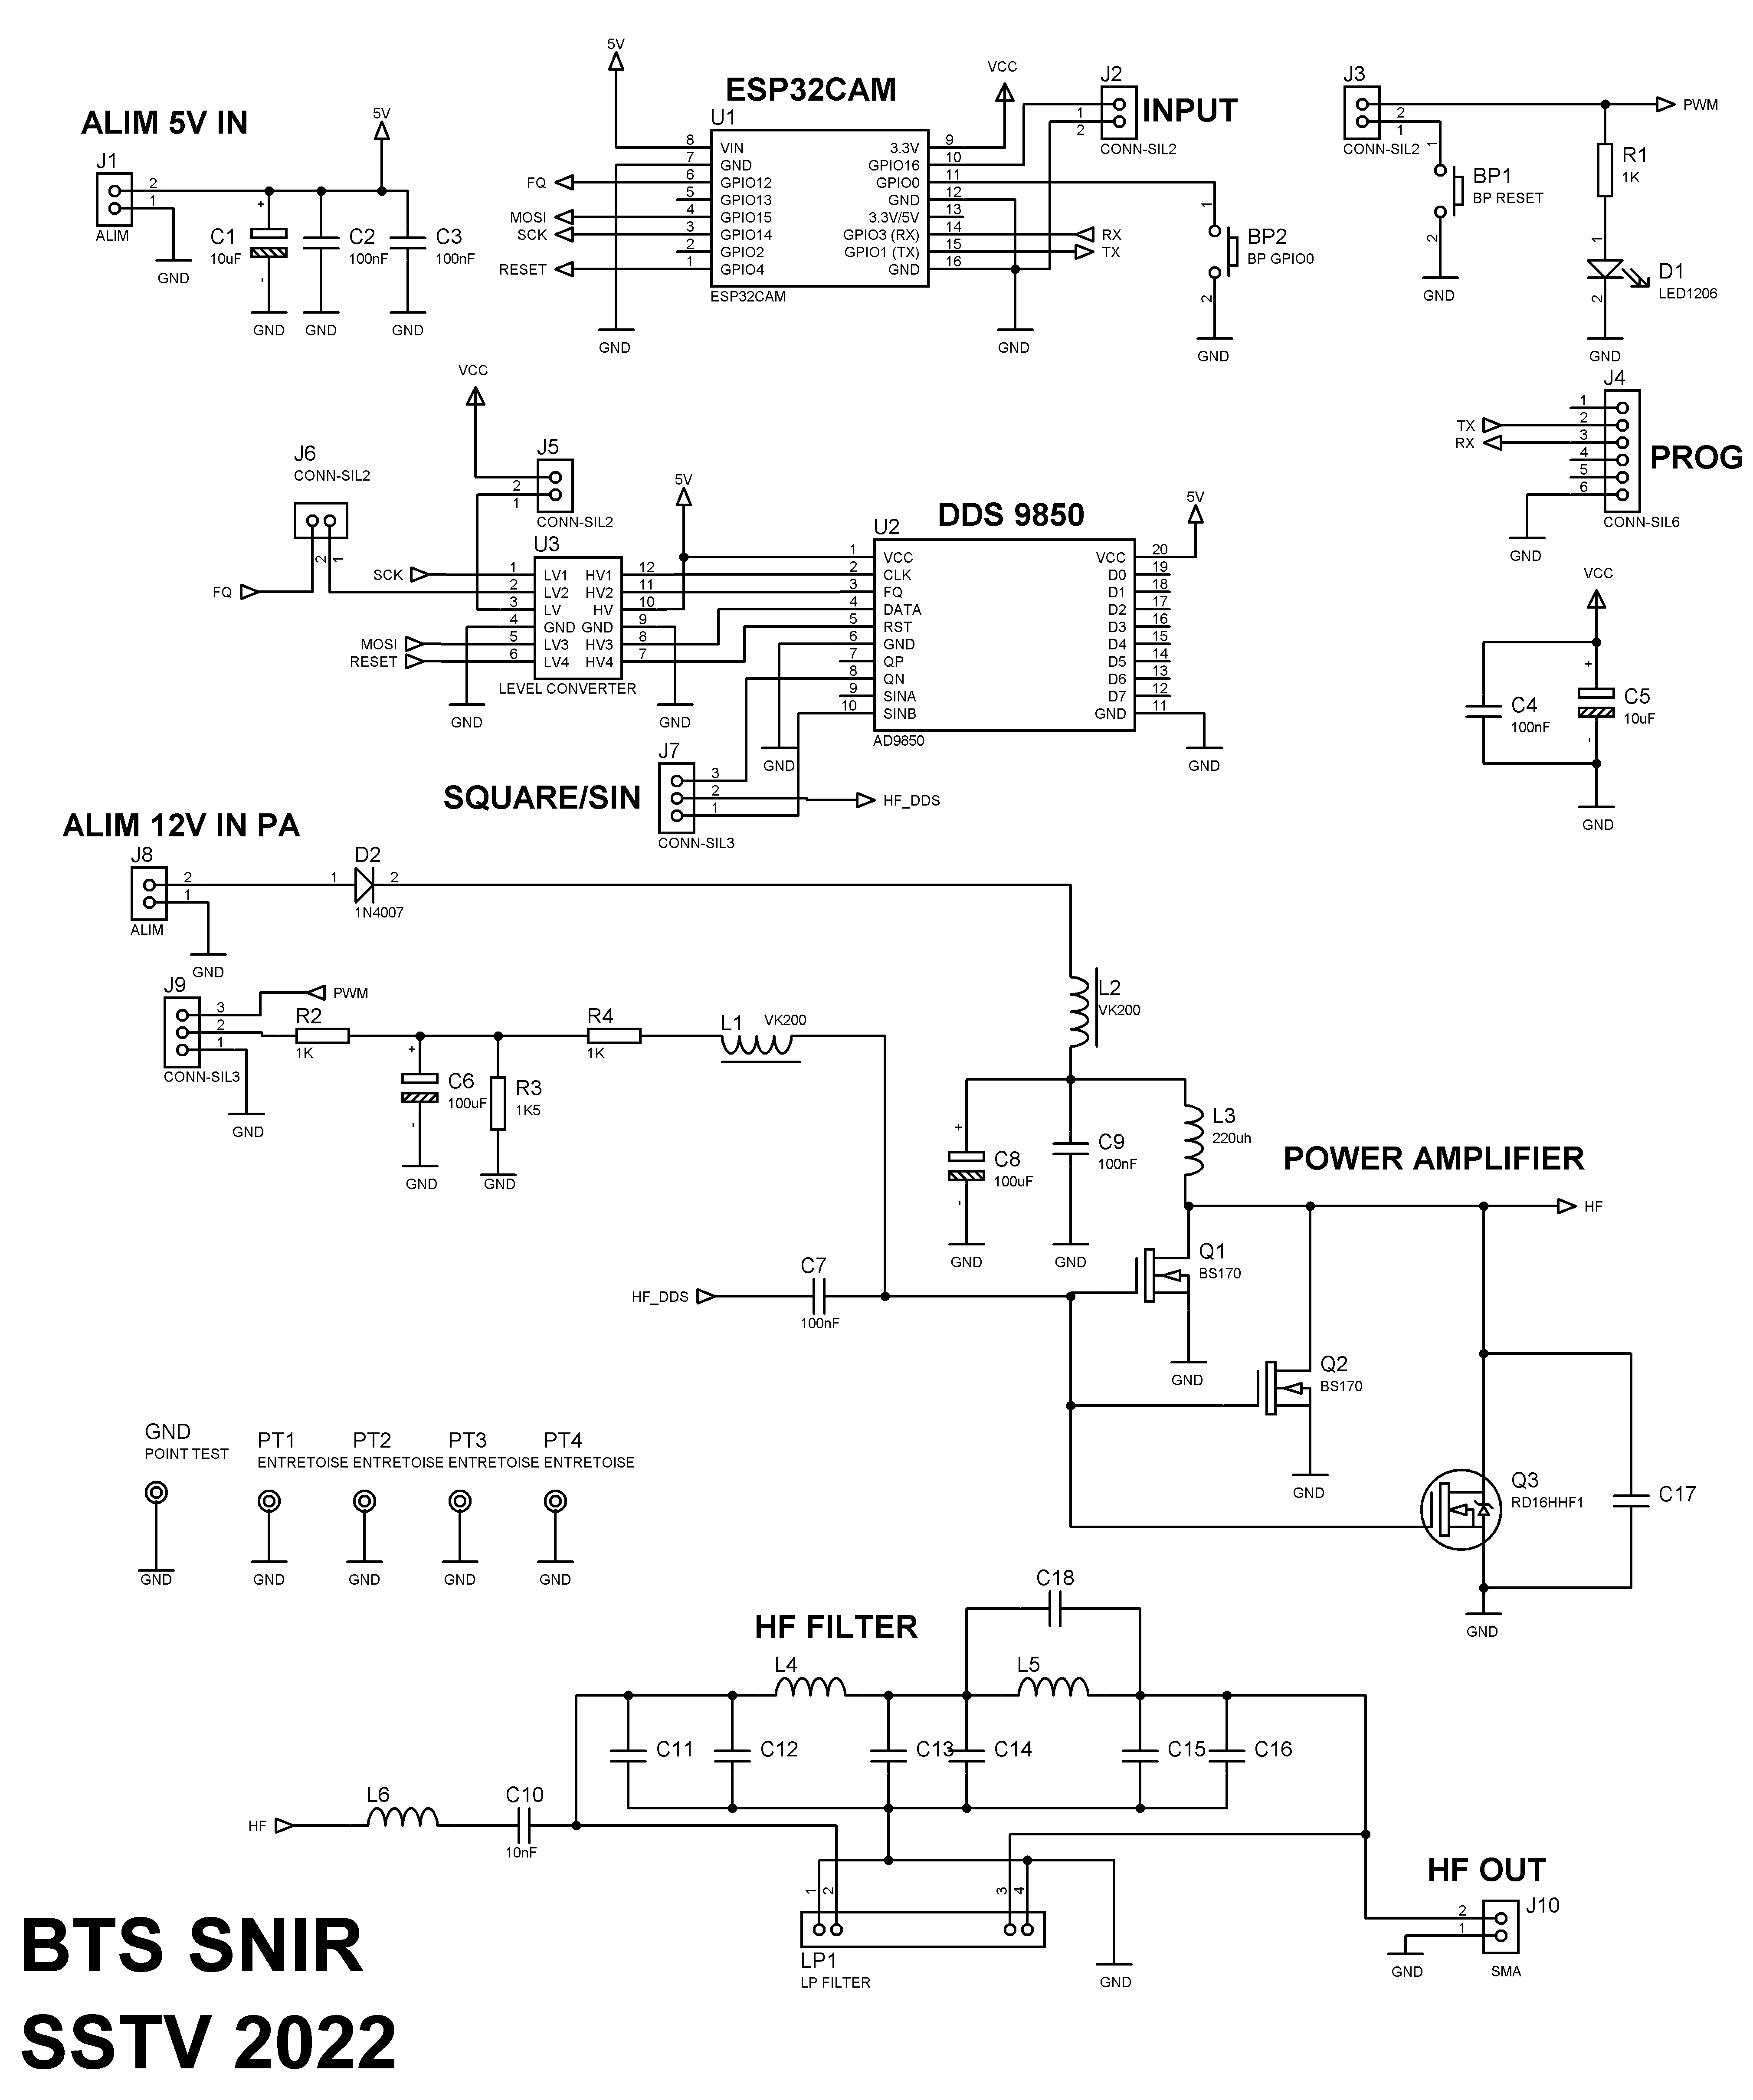 ALIM 5V IN
J1
2
1
ALIM
GND
5V
+
C1
10uF
-
GND
C2
100nF
GND
C3
100nF
GND
5V
ESP32CAM
U1
8 VIN 3.3V 9
7 GND GPIO16 10
FQ 6 GPIO12 GPIO0 11
5 GPIO13 GND 12
MOSI 4 GPIO15 3.3V/5V 13
SCK 3 GPIO14 GPIO3 (RX) 14 RX
2 GPIO2 GPIO1 (TX) 15 TX
RESET 1 GPIO4 GND 16
ESP32CAM
GND
GND
VCC
J2
1
2
CONN-SIL2
INPUT
1
BP2
BP GPIO0
2
GND
J3
2
1
CONN-SIL2
PWM
1
BP1
BP RESET
2
GND
R1
1K
1
D1
LED1206
2
GND
J4
1
TX 2
RX 3
4
5
6
PROG
CONN-SIL6
GND
VCC
J5
2
1
CONN-SIL2
J6
CONN-SIL2
2 1
FQ
U3
SCK 1 LV1 HV1 12
2 LV2 HV2 11
3 LV HV 10
4 GND GND 9
MOSI 5 LV3 HV3 8
RESET 6 LV4 HV4 7
LEVEL CONVERTER
GND
GND
5V
DDS 9850
U2
5V
1 VCC VCC 20
2 CLK D0 19
3 FQ D1 18
4 DATA D2 17
5 RST D3 16
6 GND D4 15
7 QP D5 14
8 QN D6 13
9 SINA D7 12
10 SINB GND 11
AD9850
GND
GND
J7
3
2
1
CONN-SIL3
SQUARE/SIN
HF_DDS
VCC
C4
100nF
+
C5
10uF
-
GND
ALIM 12V IN PA
J8
2
1
ALIM
GND
D2
1 2
1N4007
J9
3
2
1
CONN-SIL3
GND
PWM
R2
1K
+
C6
100uF
-
GND
R3
1K5
GND
R4
1K
L1
VK200
L2
VK200
+
C8
100uF
-
GND
C9
100nF
GND
L3
220uh
POWER AMPLIFIER
HF
HF_DDS
C7
100nF
Q1
BS170
GND
Q2
BS170
GND
Q3
RD16HHF1
C17
GND
GND
POINT TEST
GND
PT1
ENTRETOISE
GND
PT2
ENTRETOISE
GND
PT3
ENTRETOISE
GND
PT4
ENTRETOISE
GND
HF FILTER
C18
L4
L5
C11
C12
C13
C14
C15
C16
HF
L6
C10
10nF
1 2 3 4
LP1
LP FILTER
GND
HF OUT
J10
2
1
GND
SMA
BTS SNIR
SSTV 2022